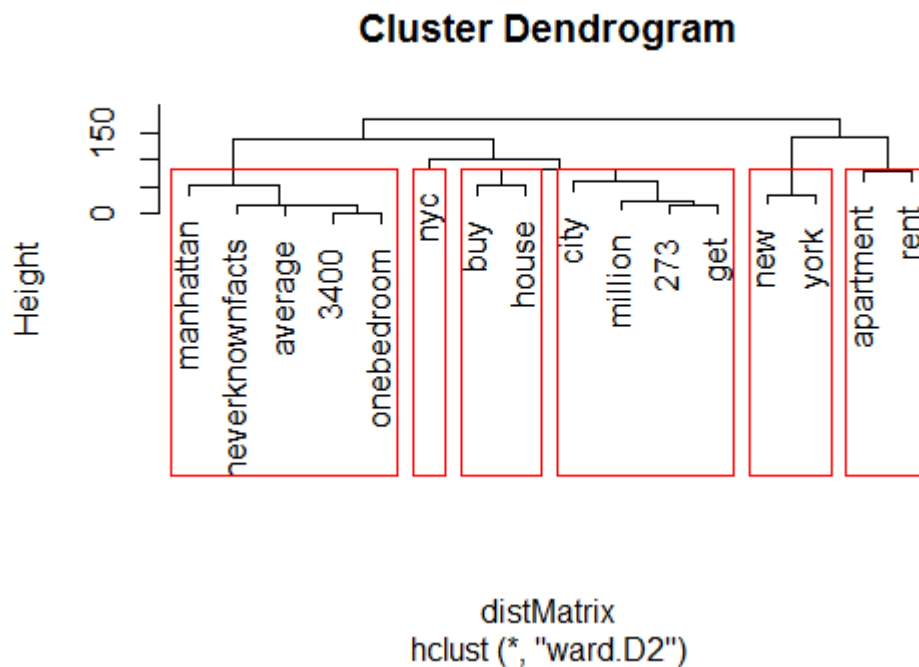 Cluster Dendrogram
Height
150
0
manhattan
neverknownfacts
average
3400
onebedroom
nyc
buy
house
city
million
273
get
new
york
apartment
rent
distMatrix
hclust (*, "ward.D2")